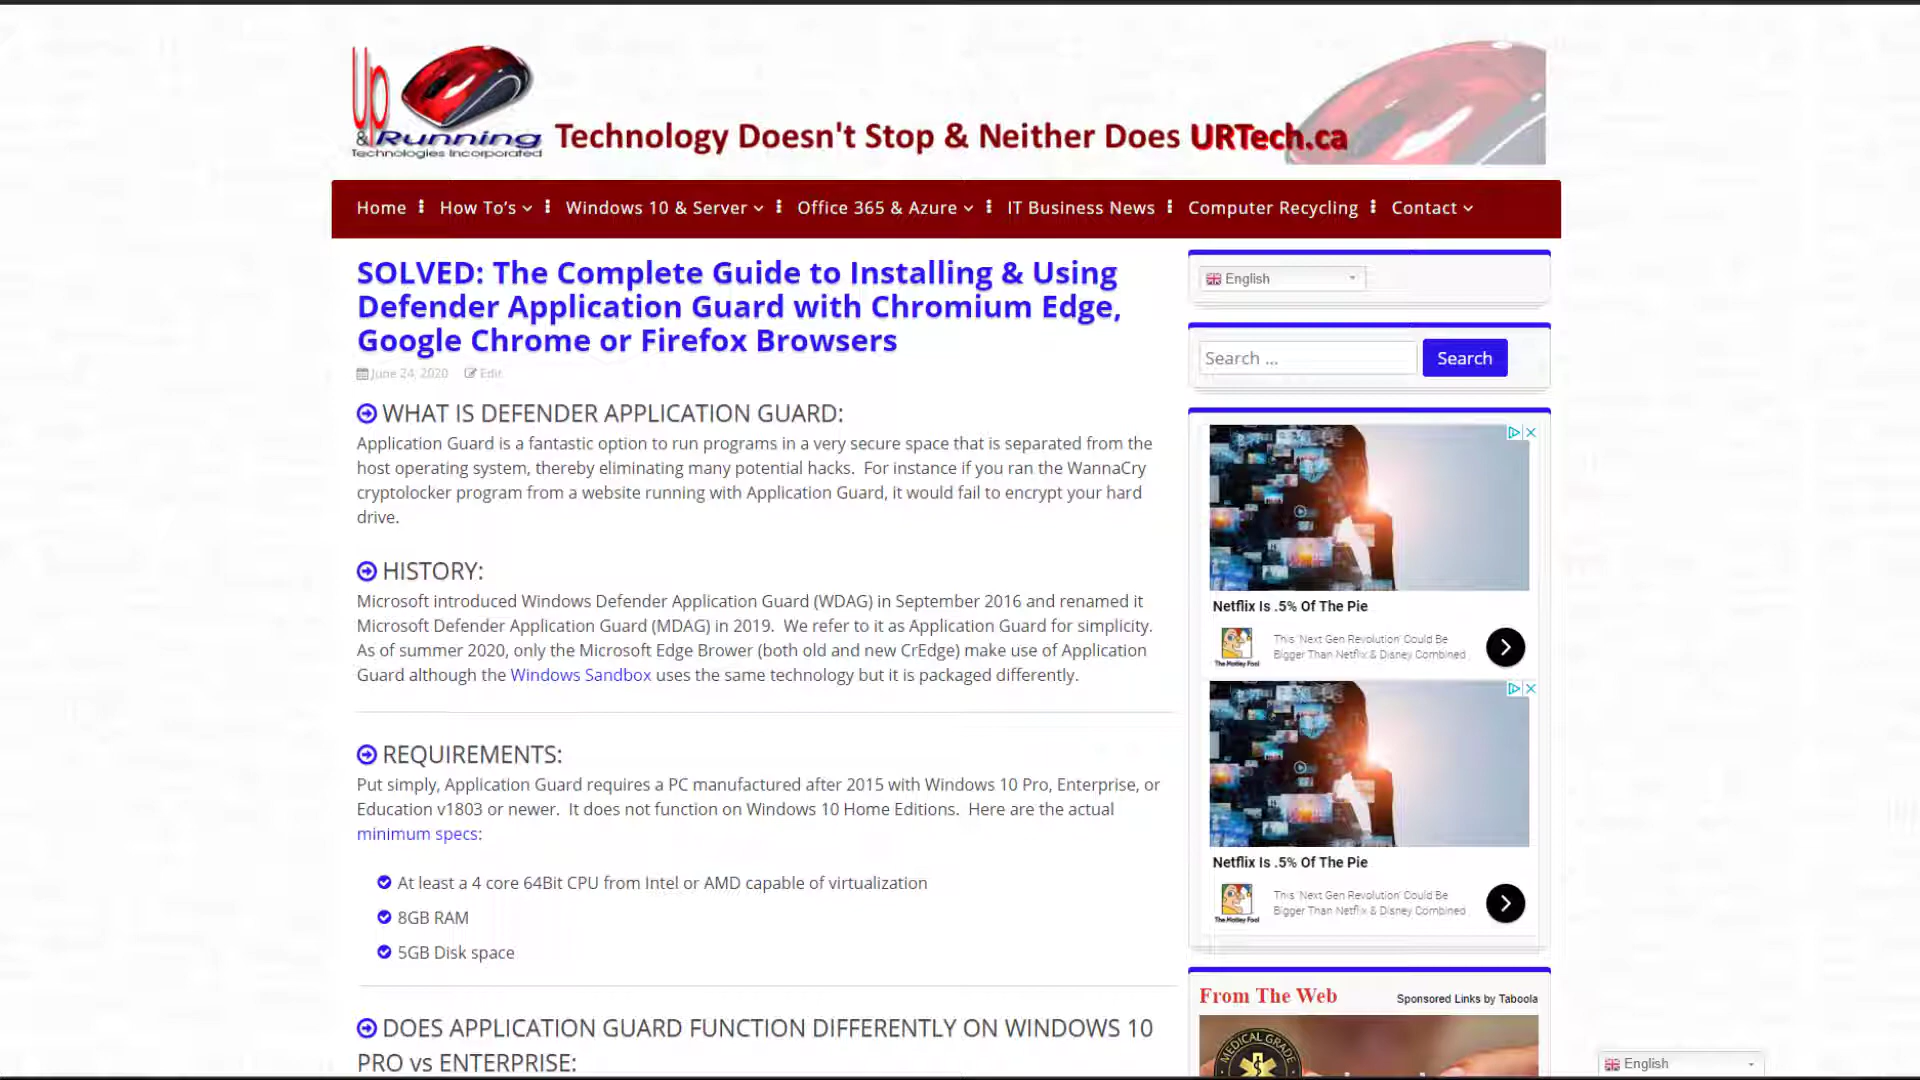 Up
& Running
Technologies Incorporated
Technology Doesn't Stop & Neither Does URTech.ca
Home
How To's
Windows 10 & Server
Office 365 & Azure
IT Business News
Computer Recycling
Contact
SOLVED: The Complete Guide to Installing & Using
Defender Application Guard with Chromium Edge,
Google Chrome or Firefox Browsers
June 24, 2020 Edit
WHAT IS DEFENDER APPLICATION GUARD:
Application Guard is a fantastic option to run programs in a very secure space that is separated from the
host operating system, thereby eliminating many potential hacks. For instance if you ran the WannaCry
cryptolocker program from a website running with Application Guard, it would fail to encrypt your hard
drive.
HISTORY:
Microsoft introduced Windows Defender Application Guard (WDAG) in September 2016 and renamed it
Microsoft Defender Application Guard (MDAG) in 2019. We refer to it as Application Guard for simplicity.
As of summer 2020, only the Microsoft Edge Brower (both old and new CrEdge) make use of Application
Guard although the Windows Sandbox uses the same technology but it is packaged differently.
REQUIREMENTS:
Put simply, Application Guard requires a PC manufactured after 2015 with Windows 10 Pro, Enterprise, or
Education v1803 or newer. It does not function on Windows 10 Home Editions. Here are the actual
minimum specs:
At least a 4 core 64Bit CPU from Intel or AMD capable of virtualization
8GB RAM
5GB Disk space
DOES APPLICATION GUARD FUNCTION DIFFERENTLY ON WINDOWS 10
PRO vs ENTERPRISE:
English
Search ...
Search
Netflix Is .5% Of The Pie
This 'Next Gen Revolution' Could Be
Bigger Than Netflix & Disney Combined
The Motley Fool
Netflix Is .5% Of The Pie
This 'Next Gen Revolution' Could Be
Bigger Than Netflix & Disney Combined
The Motley Fool
From The Web
Sponsored Links by Taboola
MEDICAL GRADE
English